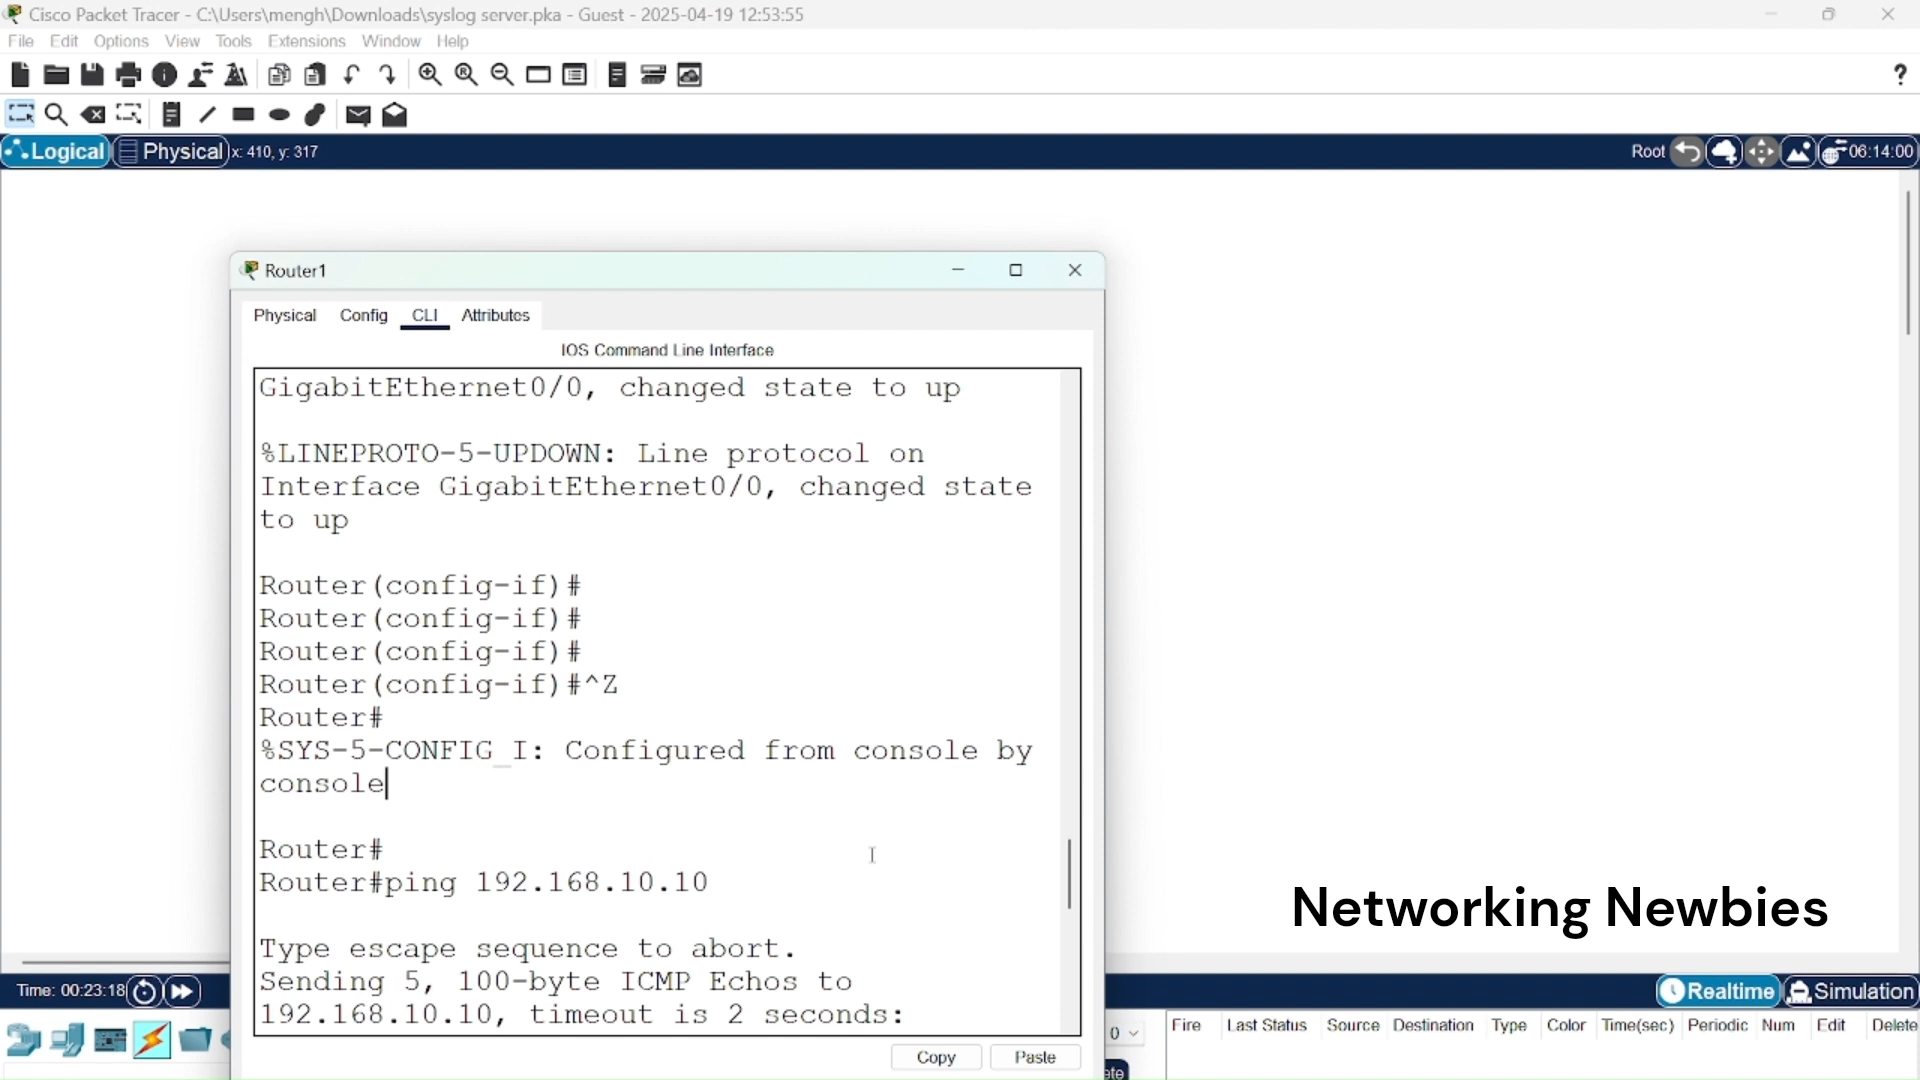 Cisco Packet Tracer - C:\Users\mengh\Downloads\syslog server.pka - Guest - 2025-04-19 12:53:55
File Edit Options View Tools Extensions Window Help
?
Logical Physical x: 410, y: 317
Root 06:14:00
Router1
Physical Config CLI Attributes
IOS Command Line Interface
GigabitEthernet0/0, changed state to up
%LINEPROTO-5-UPDOWN: Line protocol on
Interface GigabitEthernet0/0, changed state
to up
Router(config-if)#
Router(config-if)#
Router(config-if)#
Router(config-if)#^Z
Router#
%SYS-5-CONFIG_I: Configured from console by
console
Router#
Router#ping 192.168.10.10
Type escape sequence to abort.
Sending 5, 100-byte ICMP Echos to
192.168.10.10, timeout is 2 seconds:
Copy Paste
Networking Newbies
Time: 00:23:18
Realtime Simulation
0
Fire Last Status Source Destination Type Color Time(sec) Periodic Num Edit Delete